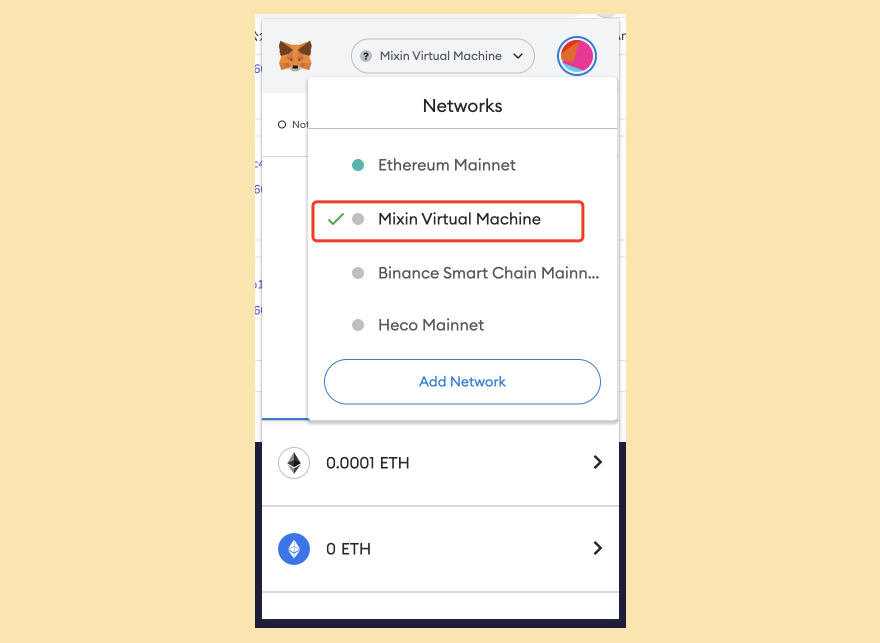 Mixin Virtual Machine
Networks
Ethereum Mainnet
Mixin Virtual Machine
Binance Smart Chain Mainn...
Heco Mainnet
Add Network
0.0001 ETH
0 ETH